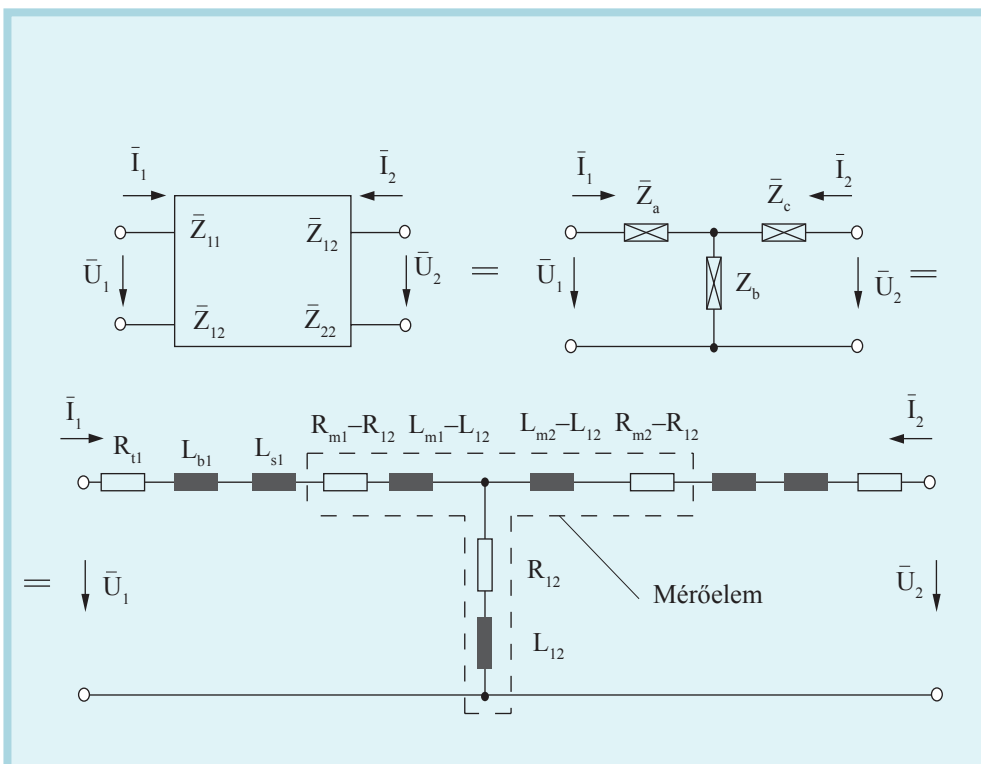 Ī₁ Ī₂ Ī₁ Ī₂
Z̄ₐ Z̄c
Z̄₁₁ Z̄₁₂
Ū₁ Ū₂ = Ū₁ Zb Ū₂ =
Z̄₁₂ Z̄₂₂
Ī₁ Ī₂
Rt1 Lb1 Ls1 Rm1–R12 Lm1–L12 Lm2–L12 Rm2–R12
R12
= Ū₁ Mérőelem Ū₂
L12